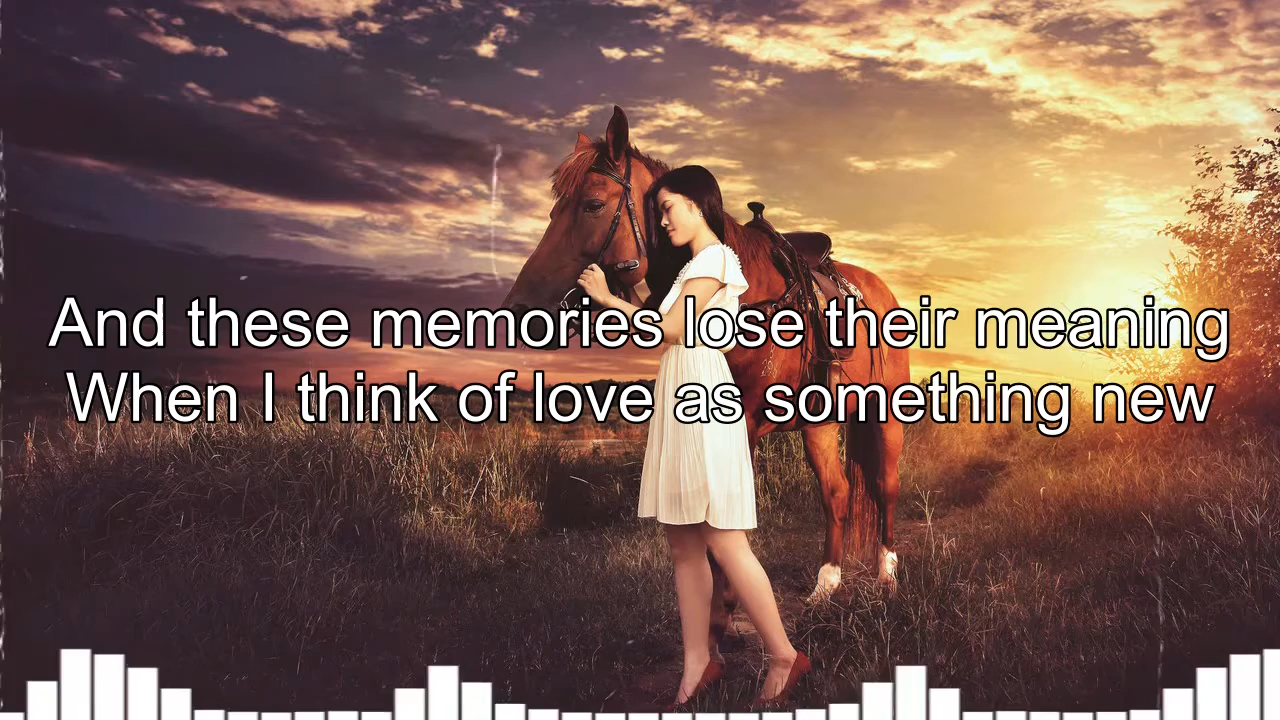 And these memories lose their meaning
When I think of love as something new